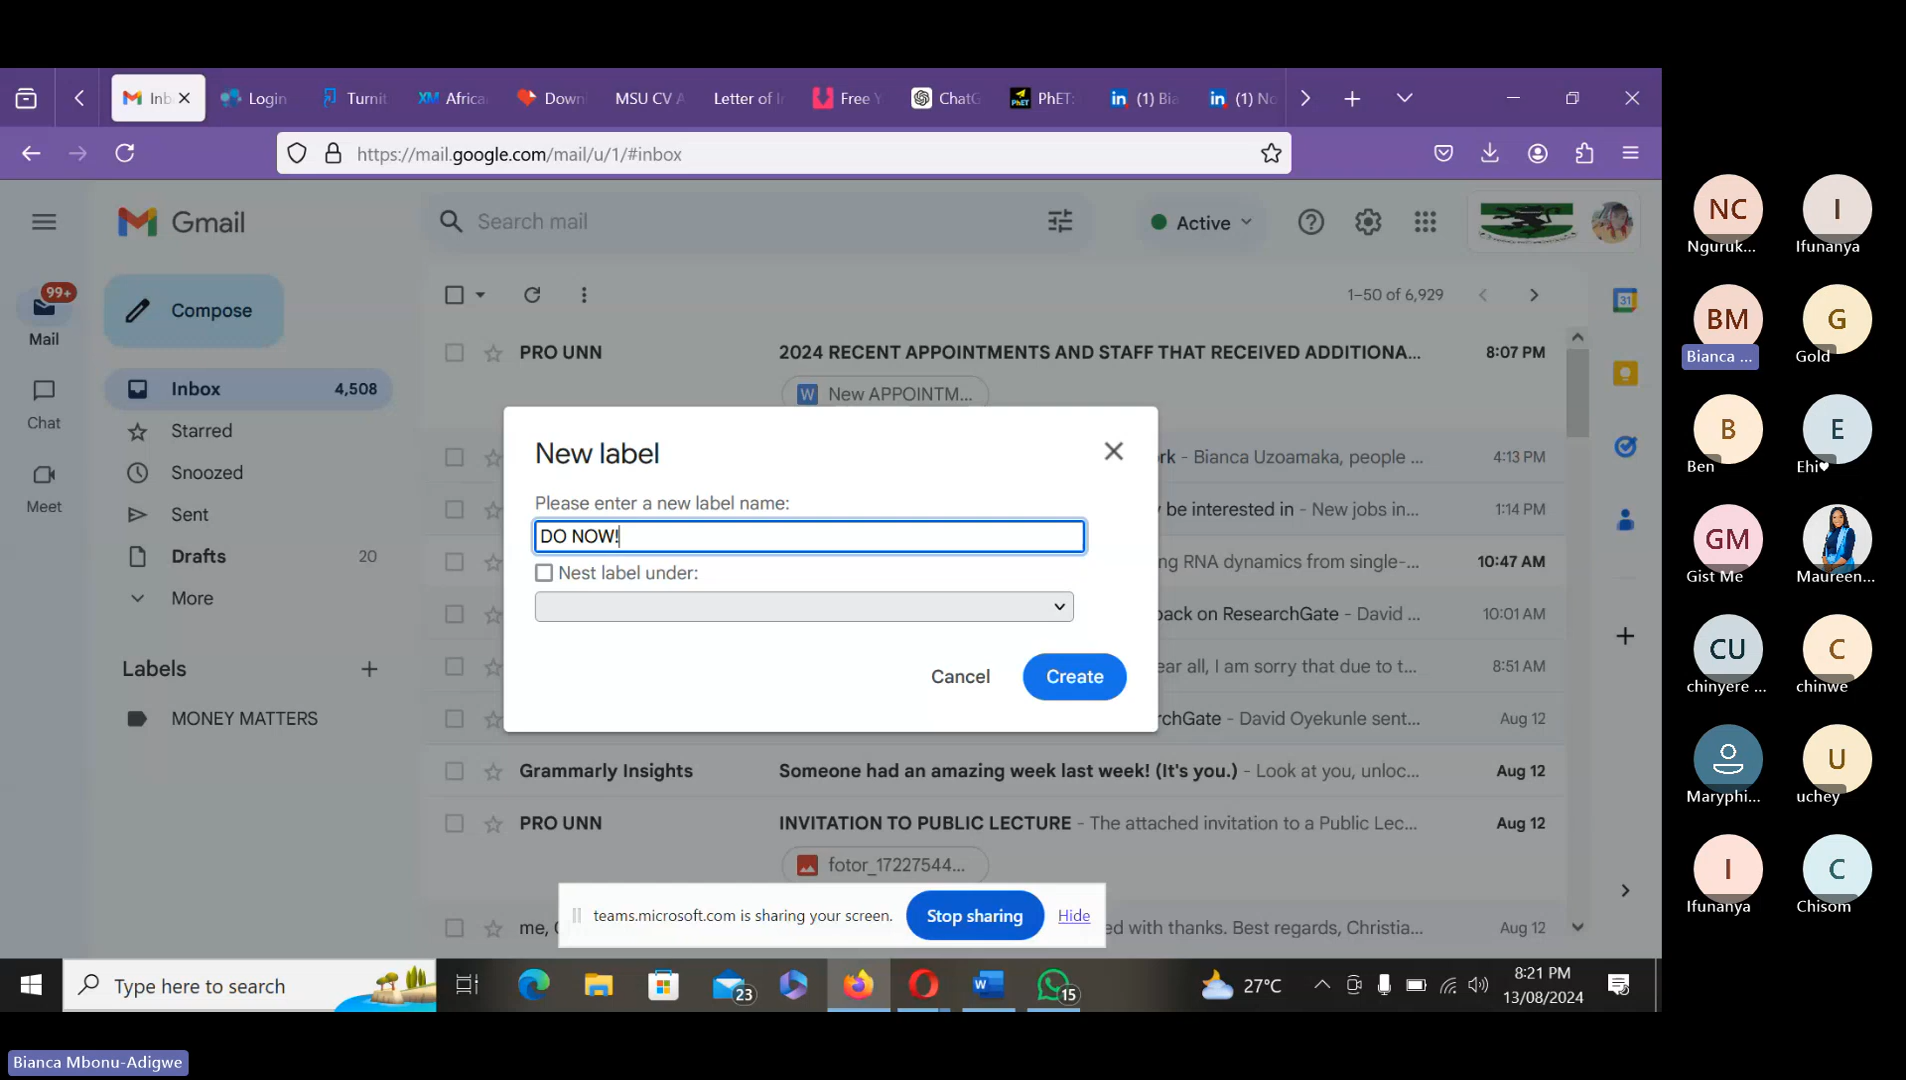 Inb
Login
Turnit
XM Africa
Down
MSU CV A
Letter of I
Free Y
ChatG
PhET:
in (1) Bia
in (1) No
https://mail.google.com/mail/u/1/#inbox
Gmail
Search mail
Active
99+
Mail
Chat
Meet
Compose
Inbox 4,508
Starred
Snoozed
Sent
Drafts 20
More
Labels
MONEY MATTERS
1–50 of 6,929
31
PRO UNN 2024 RECENT APPOINTMENTS AND STAFF THAT RECEIVED ADDITIONA... 8:07 PM
W New APPOINTM...
rk - Bianca Uzoamaka, people ... 4:13 PM
y be interested in - New jobs in... 1:14 PM
ng RNA dynamics from single-... 10:47 AM
back on ResearchGate - David ... 10:01 AM
ear all, I am sorry that due to t... 8:51 AM
rchGate - David Oyekunle sent... Aug 12
Grammarly Insights Someone had an amazing week last week! (It's you.) - Look at you, unloc... Aug 12
PRO UNN INVITATION TO PUBLIC LECTURE - The attached invitation to a Public Lec... Aug 12
fotor_17227544...
me, ed with thanks. Best regards, Christia... Aug 12
New label
Please enter a new label name:
DO NOW!
Nest label under:
Cancel
Create
teams.microsoft.com is sharing your screen.
Stop sharing
Hide
Type here to search
23
W
15
27°C
8:21 PM
13/08/2024
NC
Nguruk...
I
Ifunanya
BM
Bianca ...
G
Gold
B
Ben
E
Ehi♥
GM
Gist Me
Maureen...
CU
chinyere ...
C
chinwe
Maryphi...
U
uchey
I
Ifunanya
C
Chisom
Bianca Mbonu-Adigwe